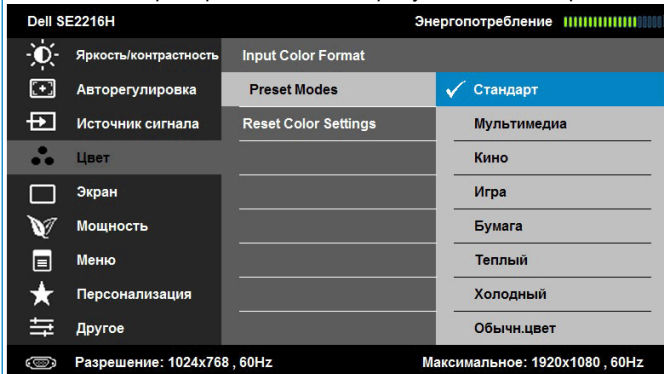 Dell SE2216H Энергопотребление
Яркость/контрастность Input Color Format
Авторегулировка Preset Modes Стандарт
Источник сигнала Reset Color Settings Мультимедиа
Цвет Кино
Экран Игра
Мощность Бумага
Меню Теплый
Персонализация Холодный
Другое Обычн.цвет
Разрешение: 1024x768 , 60Hz Максимальное: 1920x1080 , 60Hz